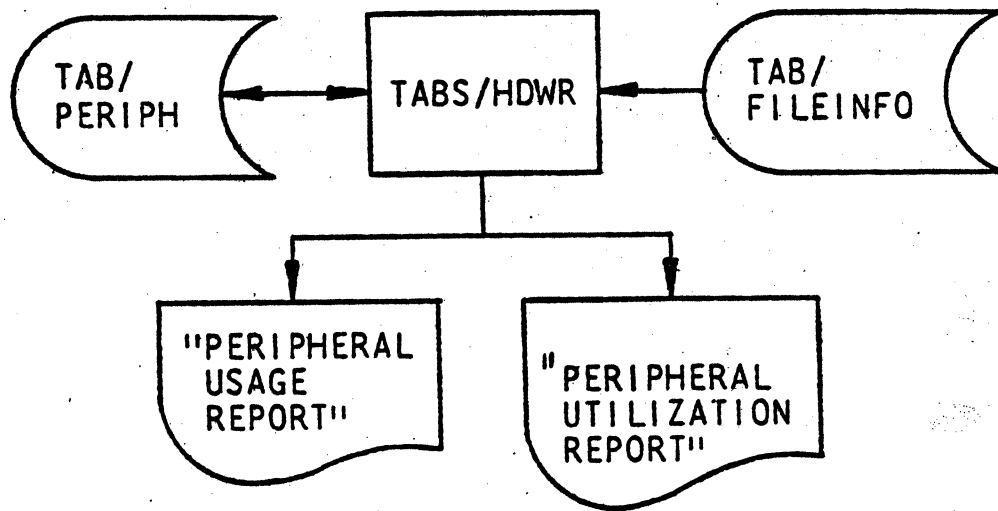 TAB/
PERIPH
TABS/HDWR
TAB/
FILEINFO
"PERIPHERAL
USAGE
REPORT"
"PERIPHERAL
UTILIZATION
REPORT"